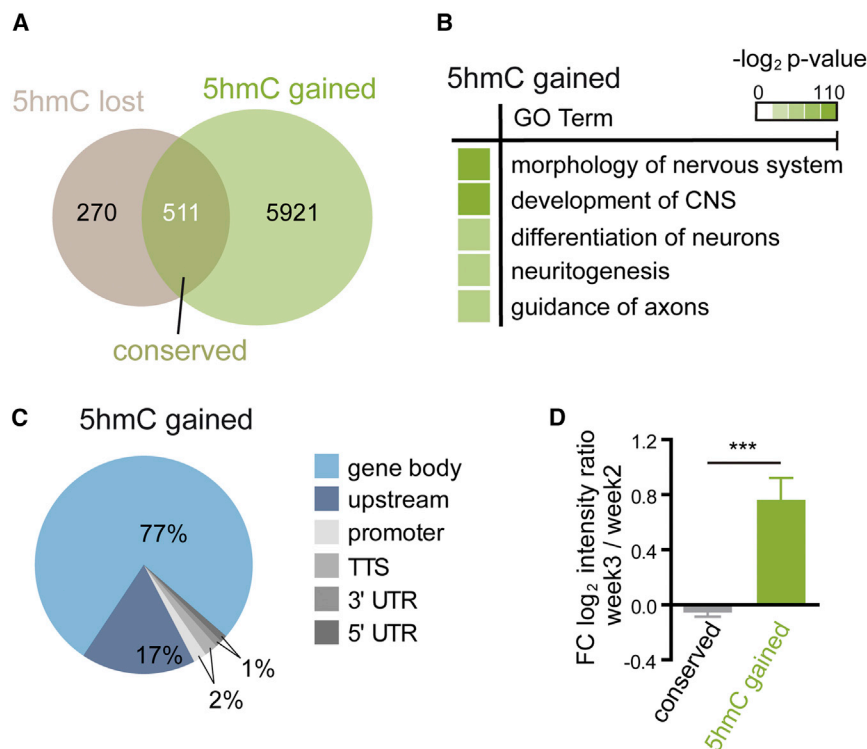 A
5hmC lost
5hmC gained
270
511
5921
conserved
B
5hmC gained
-log₂ p-value
0
110
GO Term
morphology of nervous system
development of CNS
differentiation of neurons
neuritogenesis
guidance of axons
C
5hmC gained
77%
17%
2%
1%
gene body
upstream
promoter
TTS
3' UTR
5' UTR
D
FC log₂ intensity ratio
week3 / week2
1.2
0.8
0.4
0.0
-0.4
***
conserved
5hmC gained